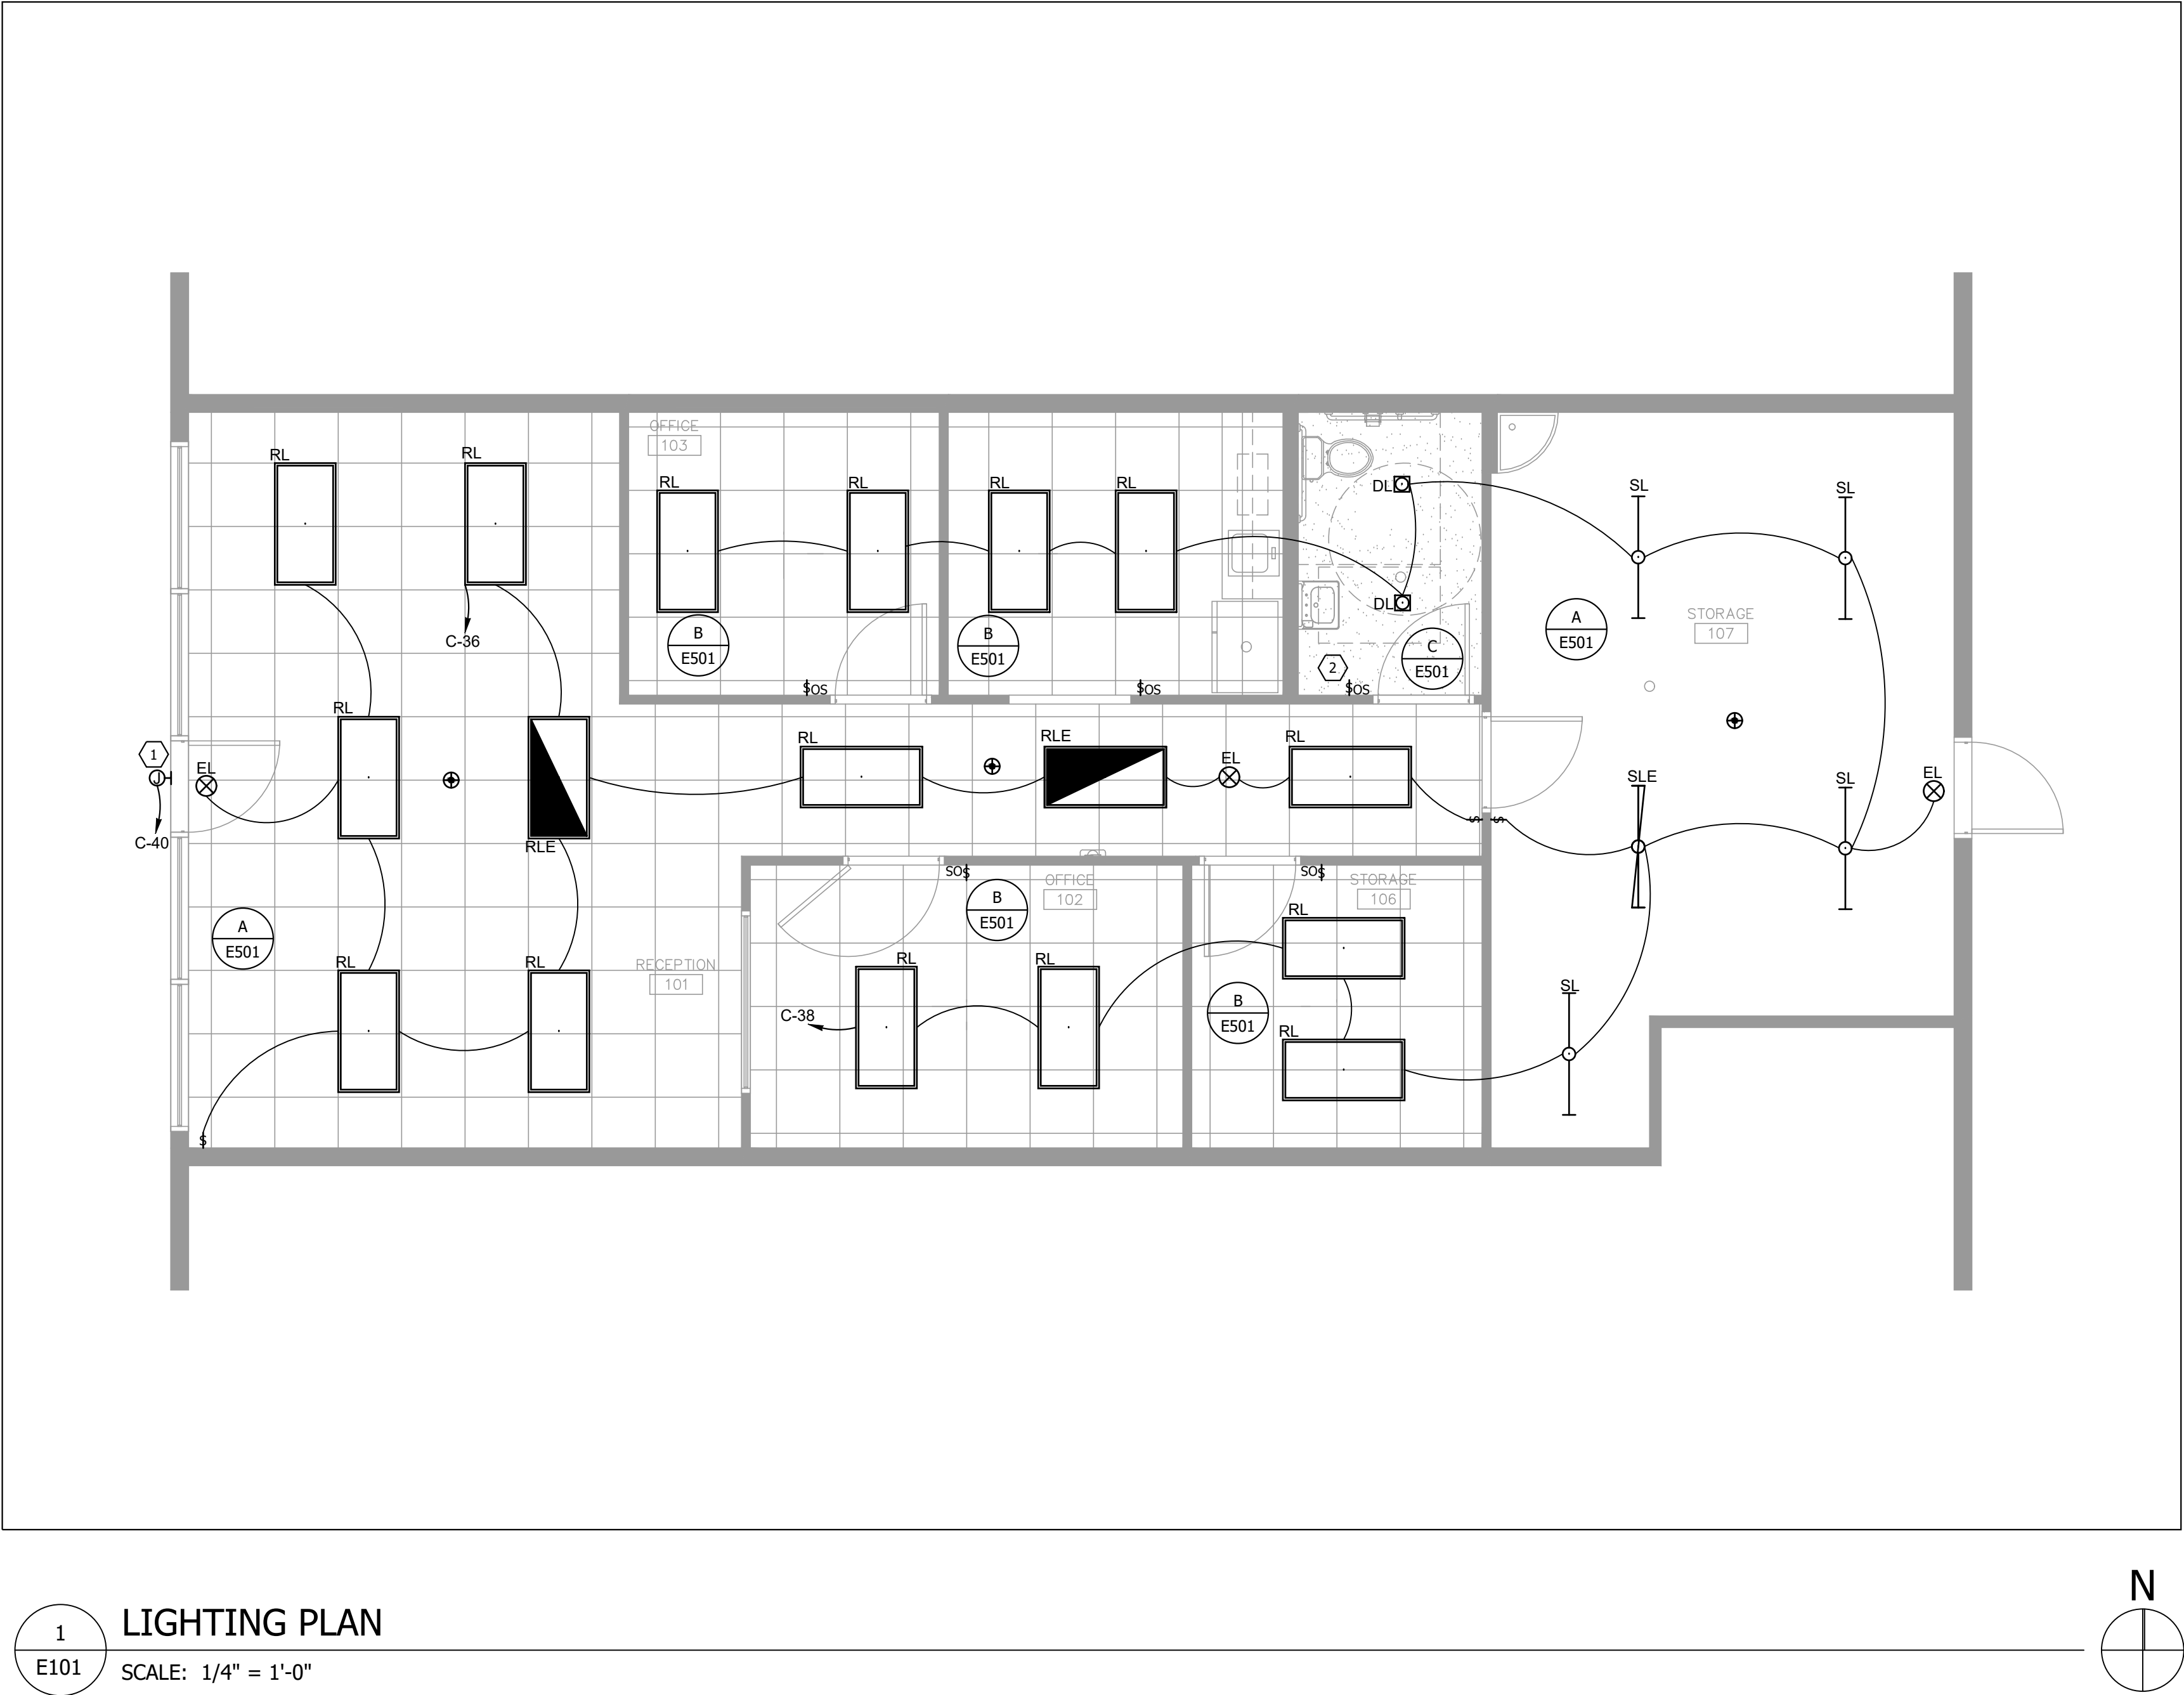 OFFICE
103
RL
RL
RL
RL
RL
RL
DL
SL
SL
DL
A
E501
STORAGE
107
B
E501
B
E501
C-36
C
E501
2
$OS
$OS
$OS
RL
1
J
EL
C-40
RLE
RL
RLE
EL
RL
SLE
SL
EL
$
$
SO$
OFFICE
102
B
E501
SO$
STORAGE
106
RL
A
E501
RL
RL
RECEPTION
101
RL
RL
B
E501
SL
C-38
RL
$
N
1
E101
LIGHTING PLAN
SCALE: 1/4" = 1'-0"